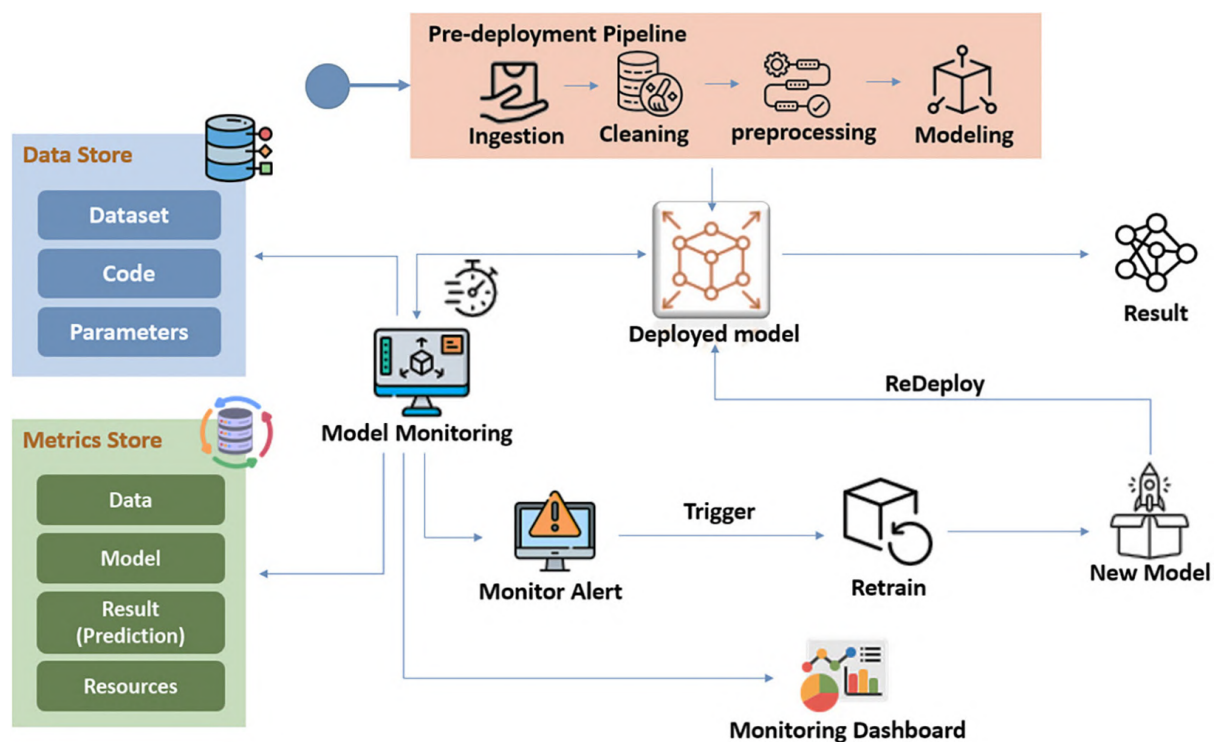 Pre-deployment Pipeline
Ingestion
Cleaning
preprocessing
Modeling
Data Store
Dataset
Code
Parameters
Deployed model
Result
Model Monitoring
ReDeploy
Metrics Store
Data
Model
Result
(Prediction)
Resources
Monitor Alert
Trigger
Retrain
New Model
Monitoring Dashboard